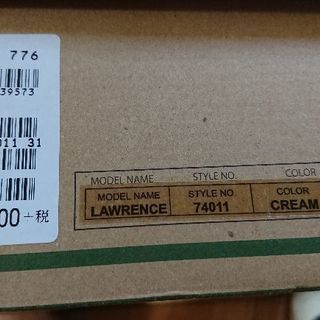 776
39573
011 31
00+税
MODEL NAME STYLE NO. COLOR
MODEL NAME STYLE NO. COLOR
LAWRENCE 74011 CREAM